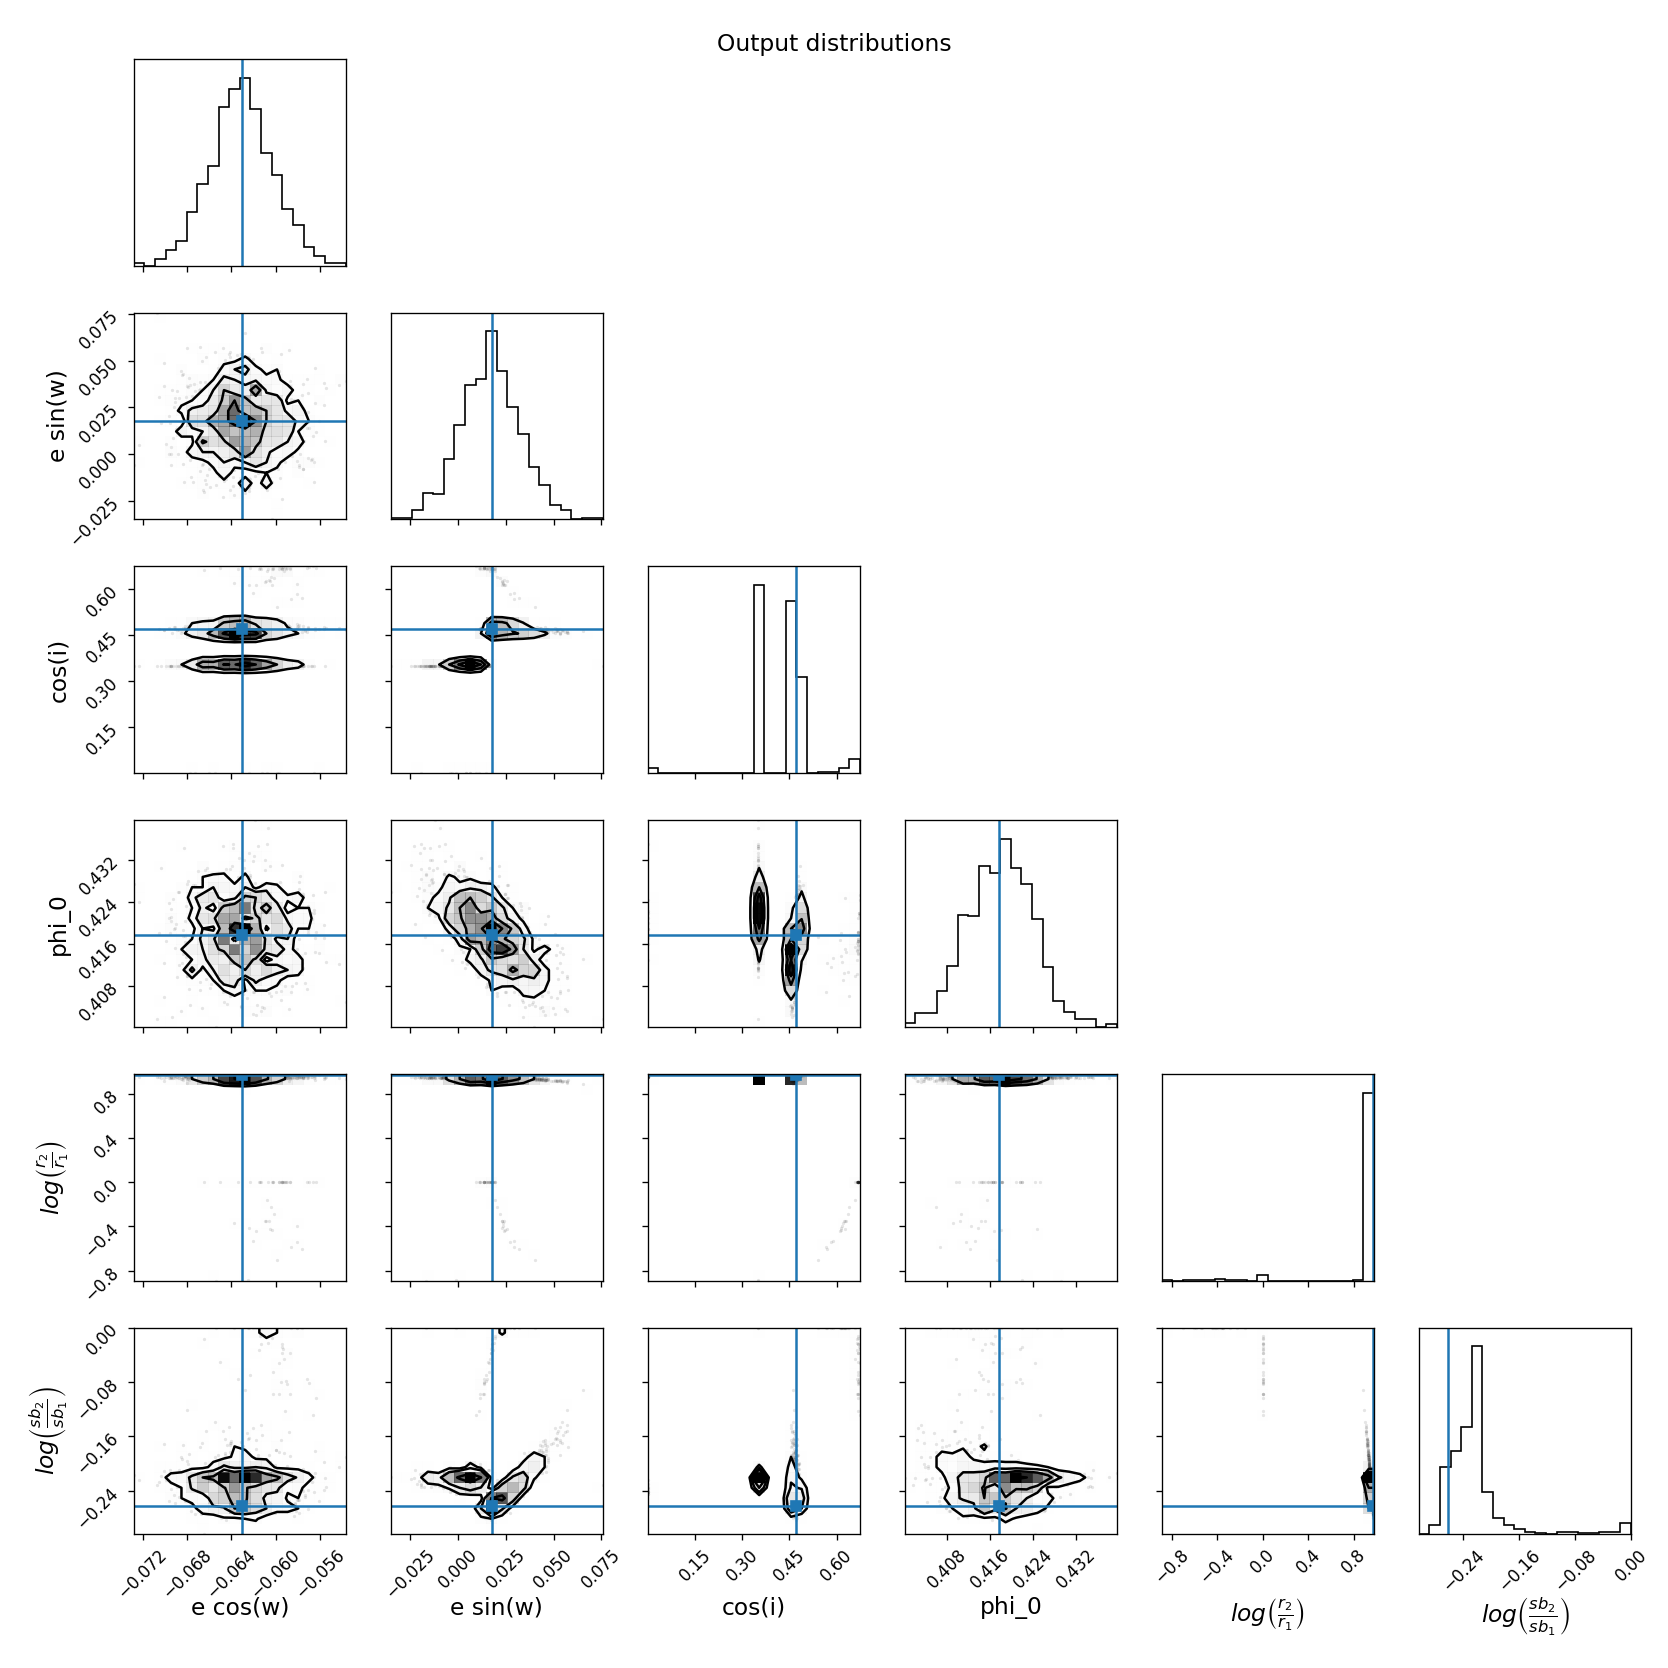 Output distributions
0.075
0.050
0.025
0.000
−0.025
e sin(w)
0.60
0.45
0.30
0.15
cos(i)
0.432
0.424
0.416
0.408
phi_0
0.8
0.4
0.0
−0.4
−0.8
log(r₂/r₁)
0.00
−0.08
−0.16
−0.24
log(sb₂/sb₁)
−0.072 −0.068 −0.064 −0.060 −0.056
−0.025 0.000 0.025 0.050 0.075
0.15 0.30 0.45 0.60
0.408 0.416 0.424 0.432
−0.8 −0.4 0.0 0.4 0.8
−0.24 −0.16 −0.08 0.00
e cos(w) e sin(w) cos(i) phi_0 log(r₂/r₁) log(sb₂/sb₁)